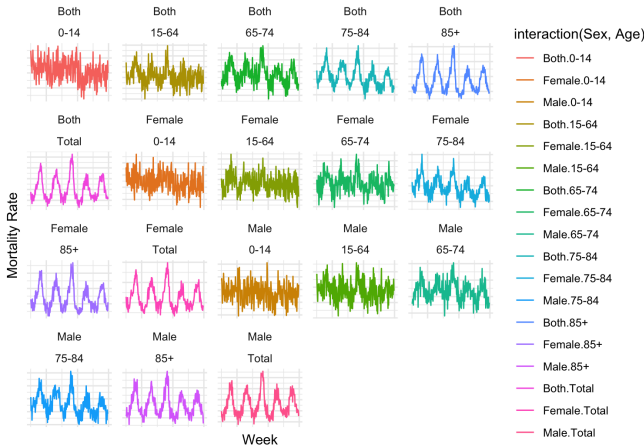 Both Both Both Both Both
0-14 15-64 65-74 75-84 85+
Both Female Female Female Female
Total 0-14 15-64 65-74 75-84
Female Female Male Male Male
85+ Total 0-14 15-64 65-74
Male Male Male
75-84 85+ Total
Mortality Rate
Week
interaction(Sex, Age)
Both.0-14
Female.0-14
Male.0-14
Both.15-64
Female.15-64
Male.15-64
Both.65-74
Female.65-74
Male.65-74
Both.75-84
Female.75-84
Male.75-84
Both.85+
Female.85+
Male.85+
Both.Total
Female.Total
Male.Total